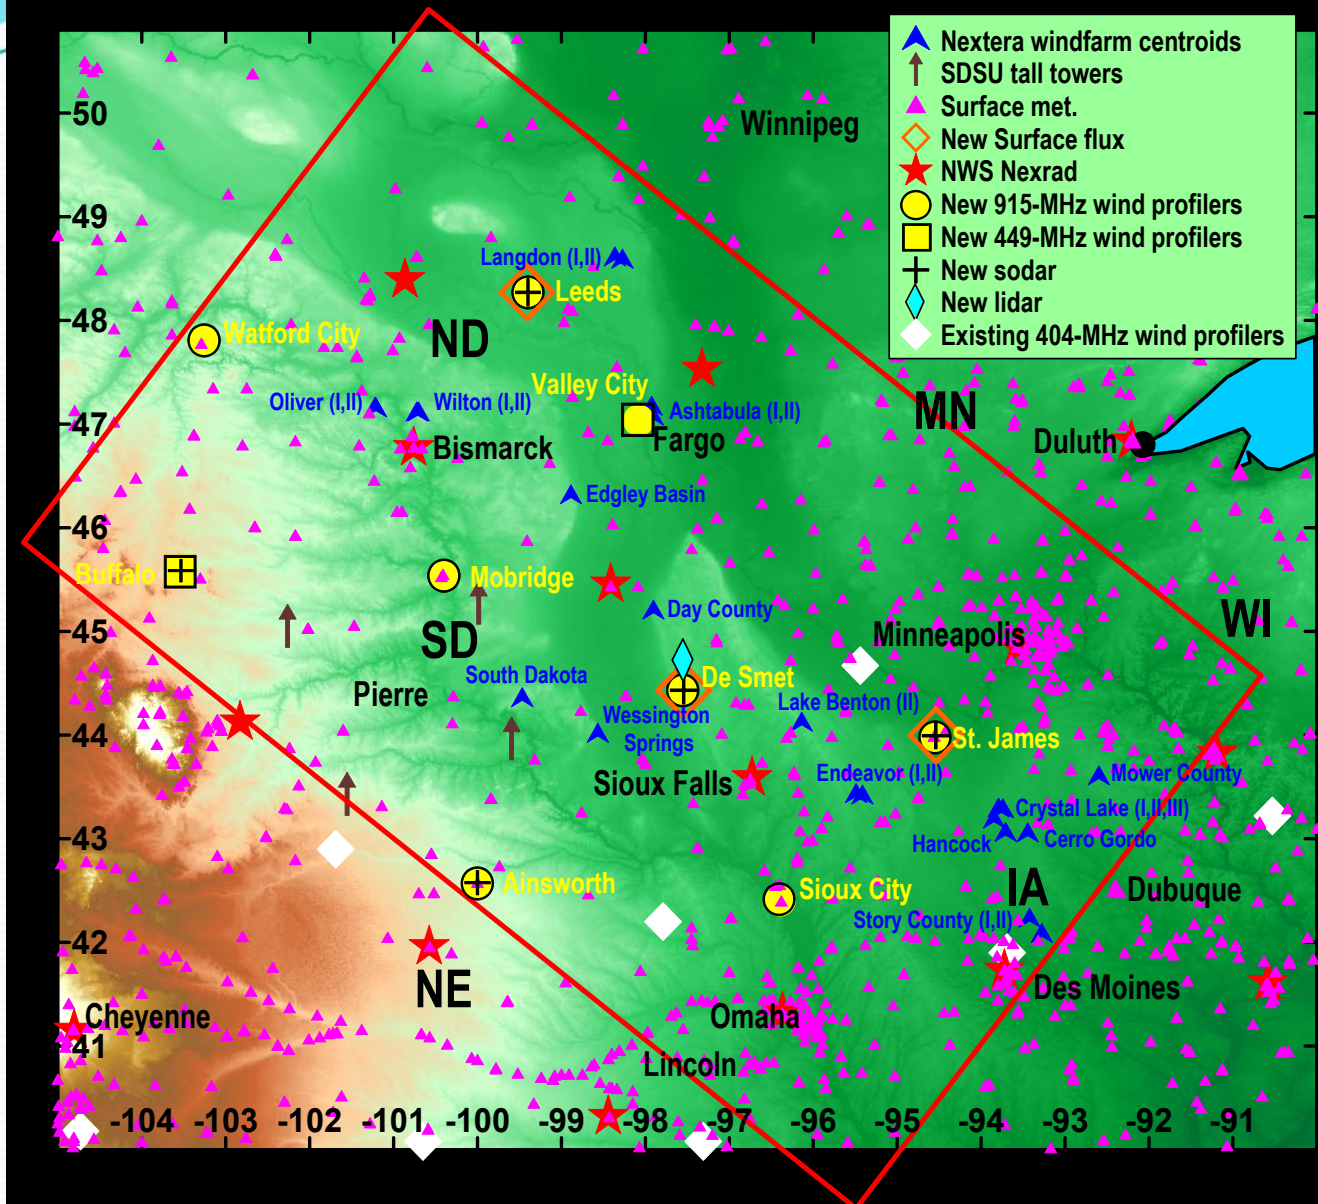 Nextera windfarm centroids
SDSU tall towers
Surface met.
New Surface flux
NWS Nexrad
New 915-MHz wind profilers
New 449-MHz wind profilers
New sodar
New lidar
Existing 404-MHz wind profilers
50
Winnipeg
49
Langdon (I,II)
Leeds
48
Watford City
ND
Valley City
Oliver (I,II)
Wilton (I,II)
Ashtabula (I,II)
MN
47
Bismarck
Fargo
Duluth
Edgley Basin
46
Buffalo
Mobridge
Day County
WI
45
SD
Minneapolis
Pierre
South Dakota
De Smet
Lake Benton (II)
44
Wessington
Springs
St. James
Sioux Falls
Endeavor (I,II)
Mower County
Crystal Lake (I,II,III)
43
Hancock
Cerro Gordo
Ainsworth
Sioux City
IA
Dubuque
Story County (I,II)
42
NE
Des Moines
Cheyenne
Omaha
41
Lincoln
-104
-103
-102
-101
-100
-99
-98
-97
-96
-95
-94
-93
-92
-91